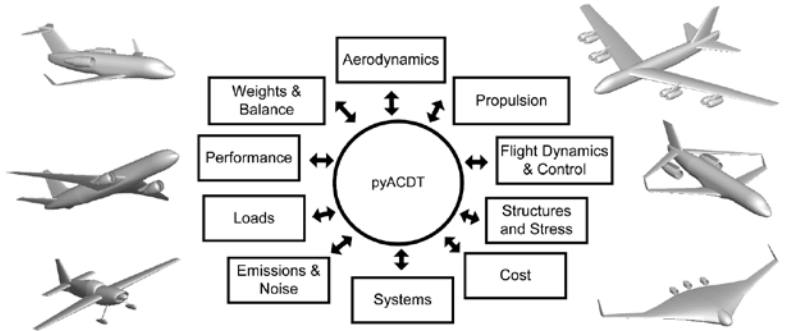 Aerodynamics
Weights &
Balance
Propulsion
Performance
Flight Dynamics
& Control
pyACDT
Loads
Structures
and Stress
Emissions &
Noise
Cost
Systems